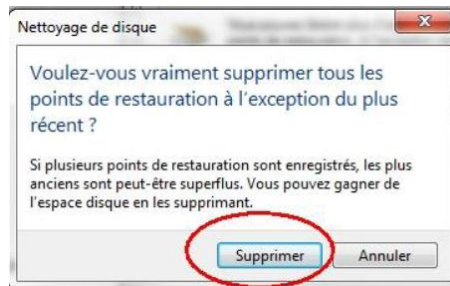 Nettoyage de disque
Voulez-vous vraiment supprimer tous les
points de restauration à l'exception du plus
récent ?
Si plusieurs points de restauration sont enregistrés, les plus
anciens sont peut-être superflus. Vous pouvez gagner de
l'espace disque en les supprimant.
Supprimer Annuler